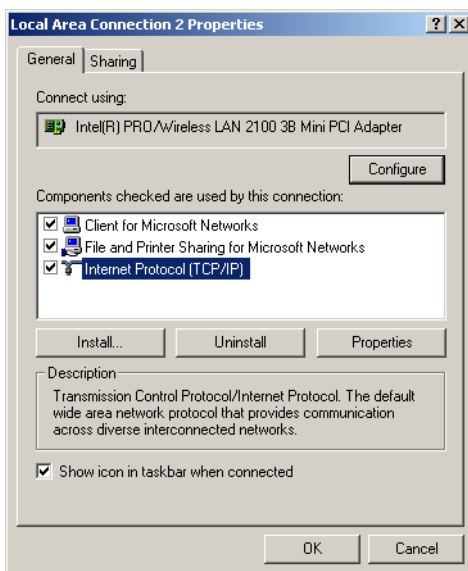 Local Area Connection 2 Properties
General
Sharing
Connect using:
Intel(R) PRO/Wireless LAN 2100 3B Mini PCI Adapter
Configure
Components checked are used by this connection:
Client for Microsoft Networks
File and Printer Sharing for Microsoft Networks
Internet Protocol (TCP/IP)
Install...
Uninstall
Properties
Description
Transmission Control Protocol/Internet Protocol. The default
wide area network protocol that provides communication
across diverse interconnected networks.
Show icon in taskbar when connected
OK
Cancel